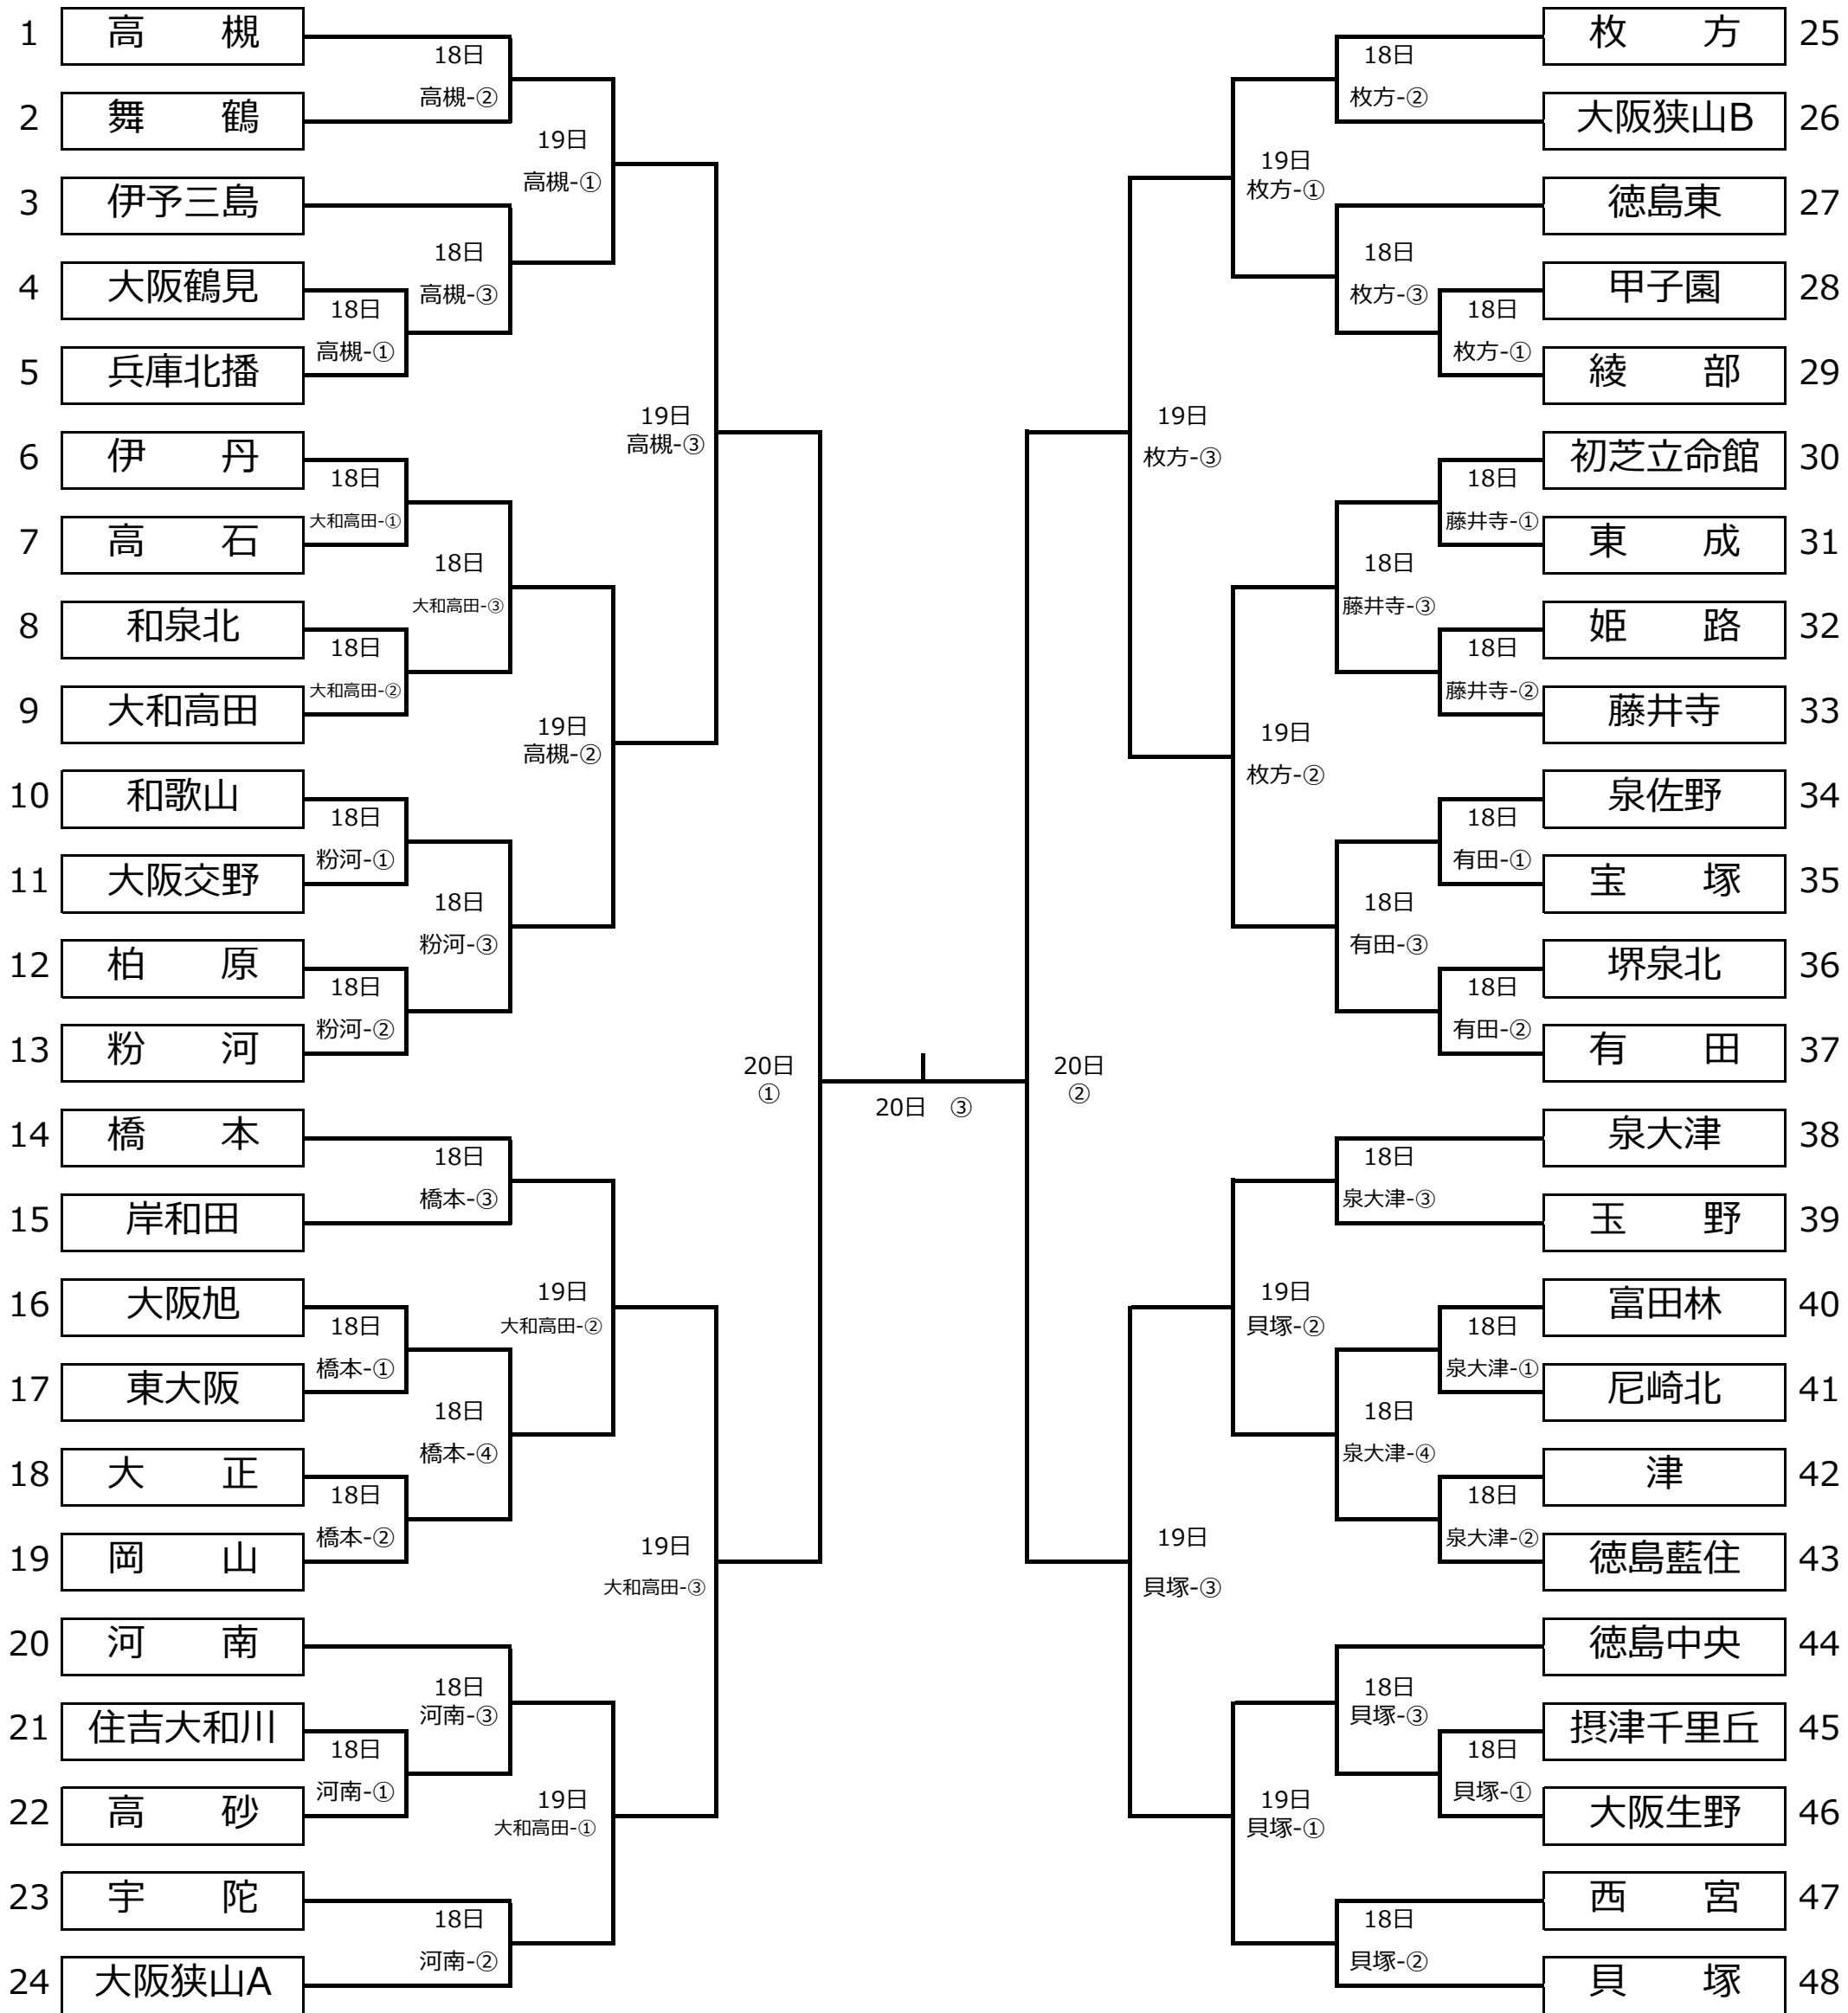 1 高 槻
18日
高槻-②
2 舞 鶴
19日
高槻-①
3 伊予三島
18日
高槻-③
4 大阪鶴見
18日
高槻-①
5 兵庫北播
19日
高槻-③
6 伊 丹
18日
大和高田-①
7 高 石
18日
大和高田-③
8 和泉北
18日
大和高田-②
9 大和高田
19日
高槻-②
10 和歌山
18日
粉河-①
11 大阪交野
18日
粉河-③
12 柏 原
18日
粉河-②
13 粉 河
20日
①
14 橋 本
18日
橋本-③
15 岸和田
19日
大和高田-②
16 大阪旭
18日
橋本-①
17 東大阪
18日
橋本-④
18 大 正
18日
橋本-②
19 岡 山
19日
大和高田-③
20 河 南
18日
河南-③
21 住吉大和川
18日
河南-①
22 高 砂
19日
大和高田-①
23 宇 陀
18日
河南-②
24 大阪狭山A
20日 ③
枚 方 25
18日
枚方-②
大阪狭山B 26
19日
枚方-①
徳島東 27
18日
枚方-③
甲子園 28
18日
枚方-①
綾 部 29
19日
枚方-③
初芝立命館 30
18日
藤井寺-①
東 成 31
18日
藤井寺-③
姫 路 32
18日
藤井寺-②
藤井寺 33
19日
枚方-②
泉佐野 34
18日
有田-①
宝 塚 35
18日
有田-③
堺泉北 36
18日
有田-②
有 田 37
20日
②
泉大津 38
18日
泉大津-③
玉 野 39
19日
貝塚-②
富田林 40
18日
泉大津-①
尼崎北 41
18日
泉大津-④
津 42
18日
泉大津-②
徳島藍住 43
19日
貝塚-③
徳島中央 44
18日
貝塚-③
摂津千里丘 45
18日
貝塚-①
大阪生野 46
19日
貝塚-①
西 宮 47
18日
貝塚-②
貝 塚 48